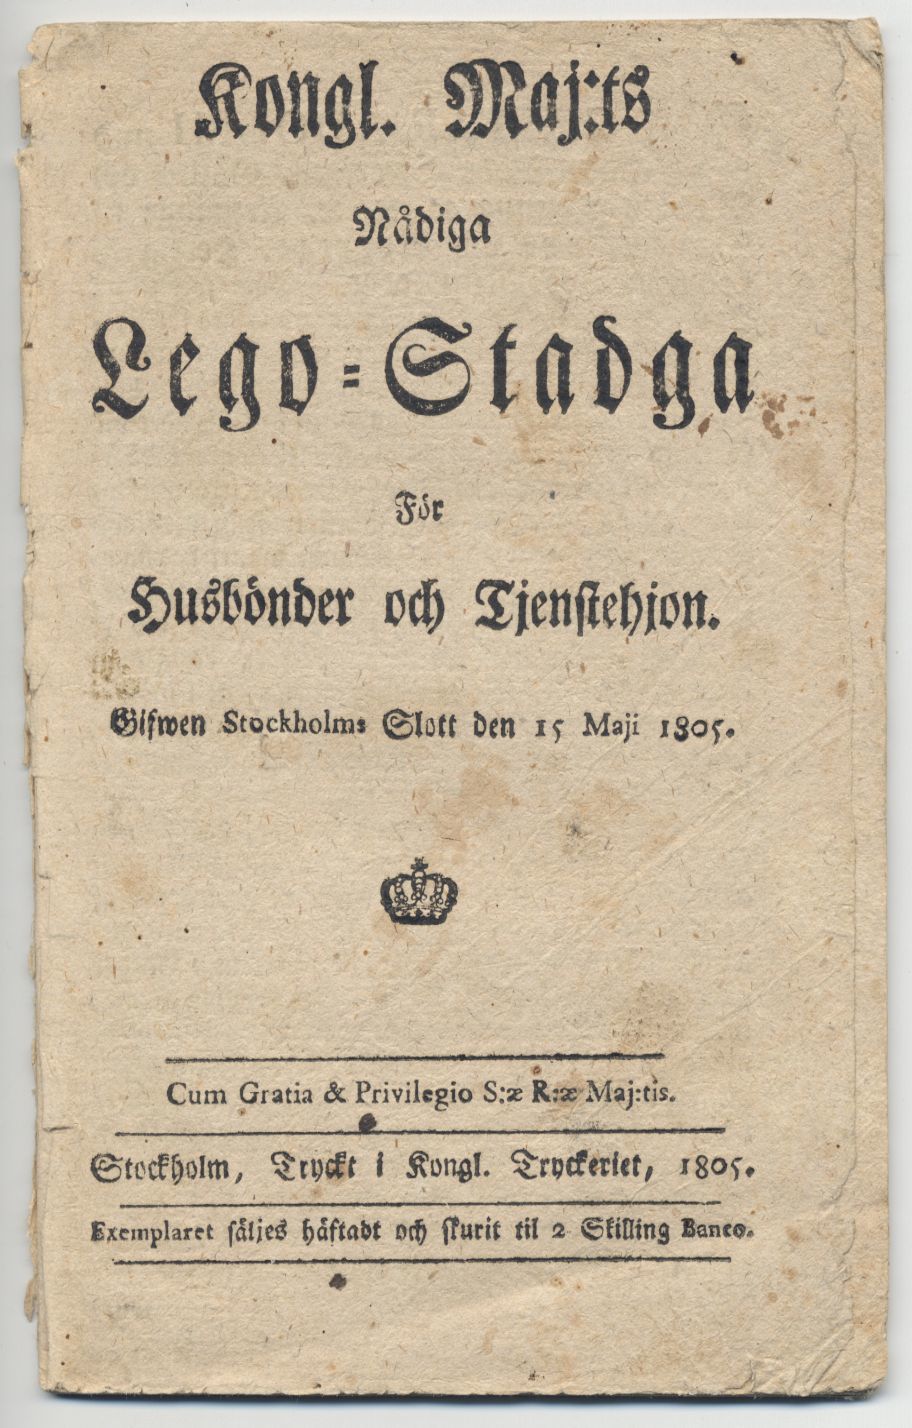 Kongl. Maj:ts
Nådiga
Lego-Stadga
För
Husbönder och Tjenstehjon.
Gifwen Stockholms Slott den 15 Maji 1805.
Cum Gratia & Privilegio S:æ R:æ Maj:tis.
Stockholm, Tryckt i Kongl. Tryckeriet, 1805.
Exemplaret säljes häftadt och skurit til 2 Skilling Banco.